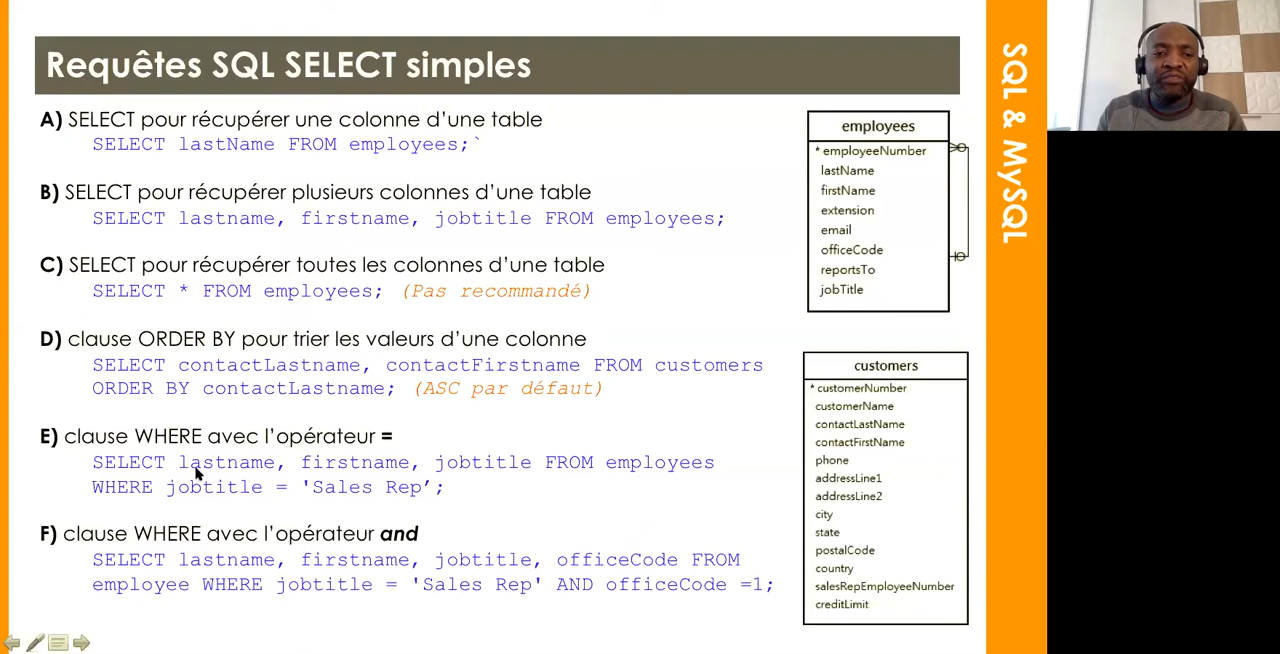 Requêtes SQL SELECT simples
A) SELECT pour récupérer une colonne d’une table
SELECT lastName FROM employees;`
B) SELECT pour récupérer plusieurs colonnes d’une table
SELECT lastname, firstname, jobtitle FROM employees;
C) SELECT pour récupérer toutes les colonnes d’une table
SELECT * FROM employees; (Pas recommandé)
D) clause ORDER BY pour trier les valeurs d’une colonne
SELECT contactLastname, contactFirstname FROM customers
ORDER BY contactLastname; (ASC par défaut)
E) clause WHERE avec l’opérateur =
SELECT lastname, firstname, jobtitle FROM employees
WHERE jobtitle = 'Sales Rep’;
F) clause WHERE avec l’opérateur and
SELECT lastname, firstname, jobtitle, officeCode FROM
employee WHERE jobtitle = 'Sales Rep' AND officeCode =1;
employees
* employeeNumber
lastName
firstName
extension
email
officeCode
reportsTo
jobTitle
customers
* customerNumber
customerName
contactLastName
contactFirstName
phone
addressLine1
addressLine2
city
state
postalCode
country
salesRepEmployeeNumber
creditLimit
SQL & MySQL